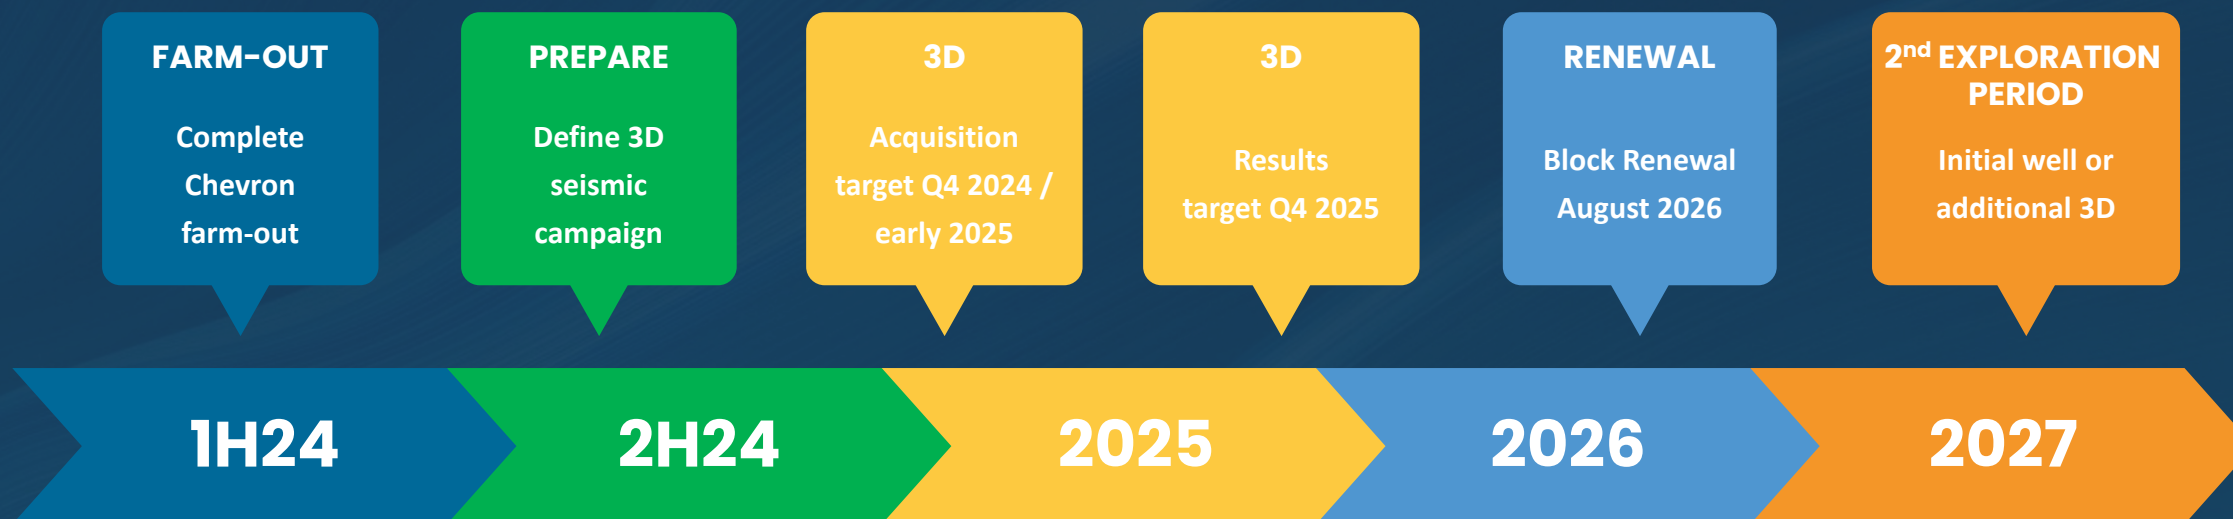 FARM-OUT
Complete
Chevron
farm-out
PREPARE
Define 3D
seismic
campaign
3D
Acquisition
target Q4 2024 /
early 2025
3D
Results
target Q4 2025
RENEWAL
Block Renewal
August 2026
2nd EXPLORATION
PERIOD
Initial well or
additional 3D
1H24
2H24
2025
2026
2027